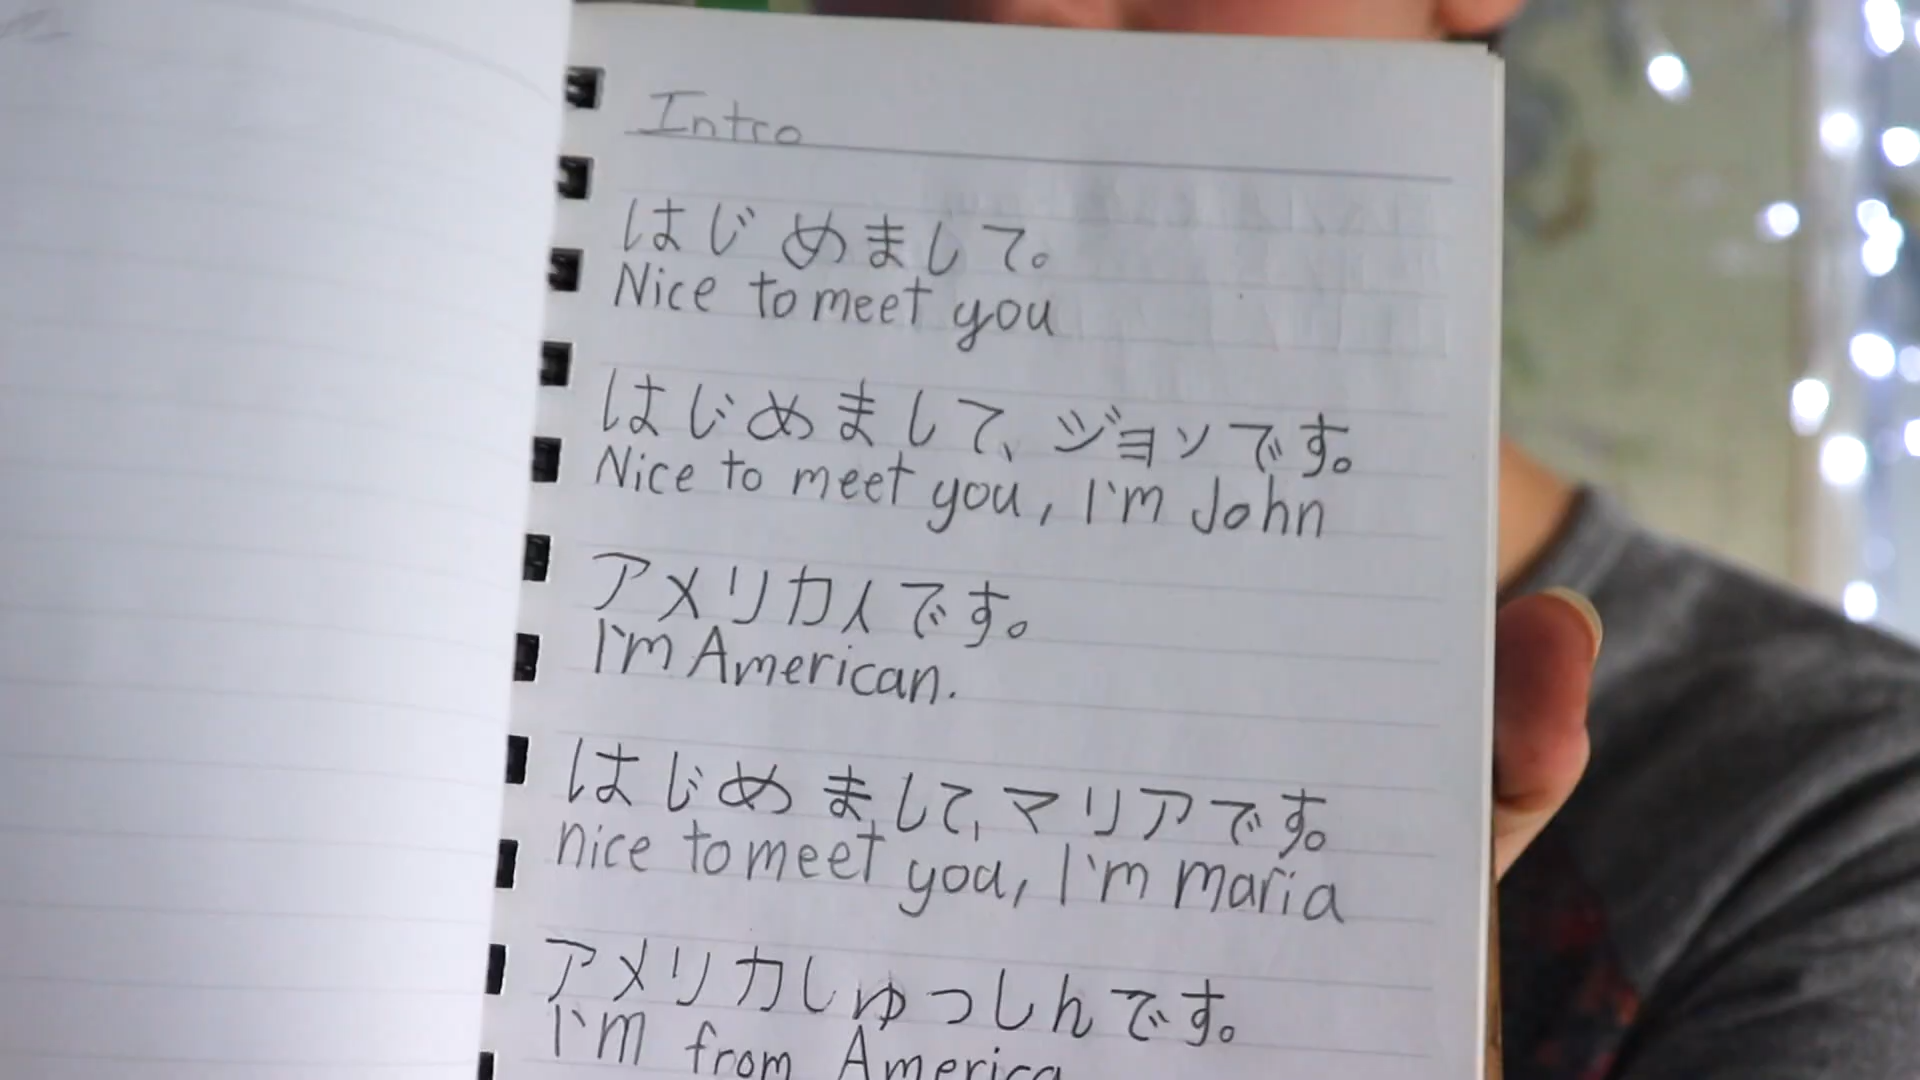 Intro
はじめまして。
Nice to meet you
はじめまして、ジョンです。
Nice to meet you, I'm John
アメリカ人です。
I'm American.
はじめまして、マリアです。
nice to meet you, I'm maria
アメリカしゅっしんです。
I'm from America